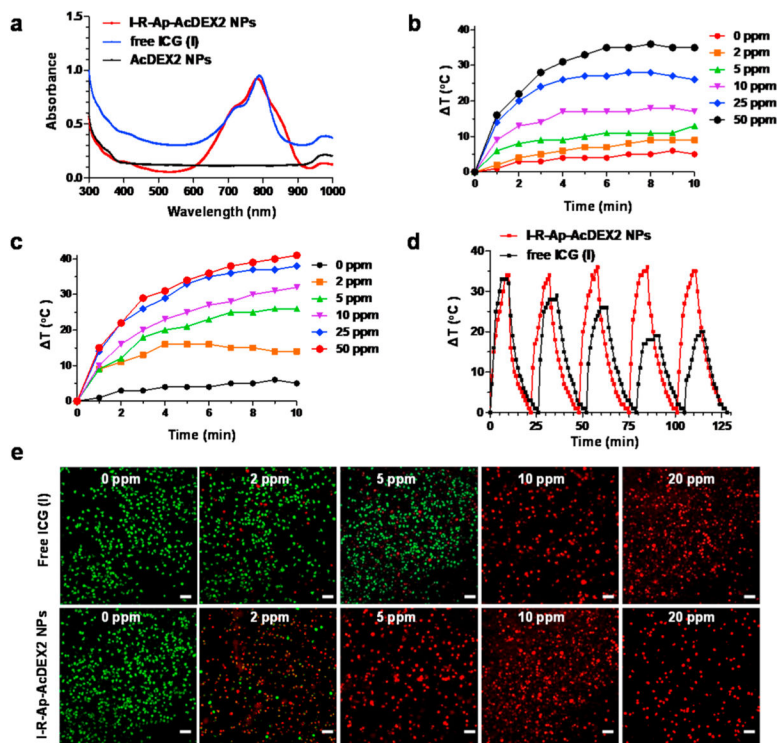 a
I-R-Ap-AcDEX2 NPs
free ICG (I)
AcDEX2 NPs
Absorbance
1.5
1.0
0.5
0.0
300 400 500 600 700 800 900 1000
Wavelength (nm)
b
ΔT (°C)
40
30
20
10
0
0 2 4 6 8 10
Time (min)
0 ppm
2 ppm
5 ppm
10 ppm
25 ppm
50 ppm
c
ΔT (°C)
40
30
20
10
0
0 2 4 6 8 10
Time (min)
0 ppm
2 ppm
5 ppm
10 ppm
25 ppm
50 ppm
d
I-R-Ap-AcDEX2 NPs
free ICG (I)
ΔT (°C)
40
30
20
10
0
0 25 50 75 100 125
Time (min)
e
Free ICG (I)
0 ppm 2 ppm 5 ppm 10 ppm 20 ppm
I-R-Ap-AcDEX2 NPs
0 ppm 2 ppm 5 ppm 10 ppm 20 ppm